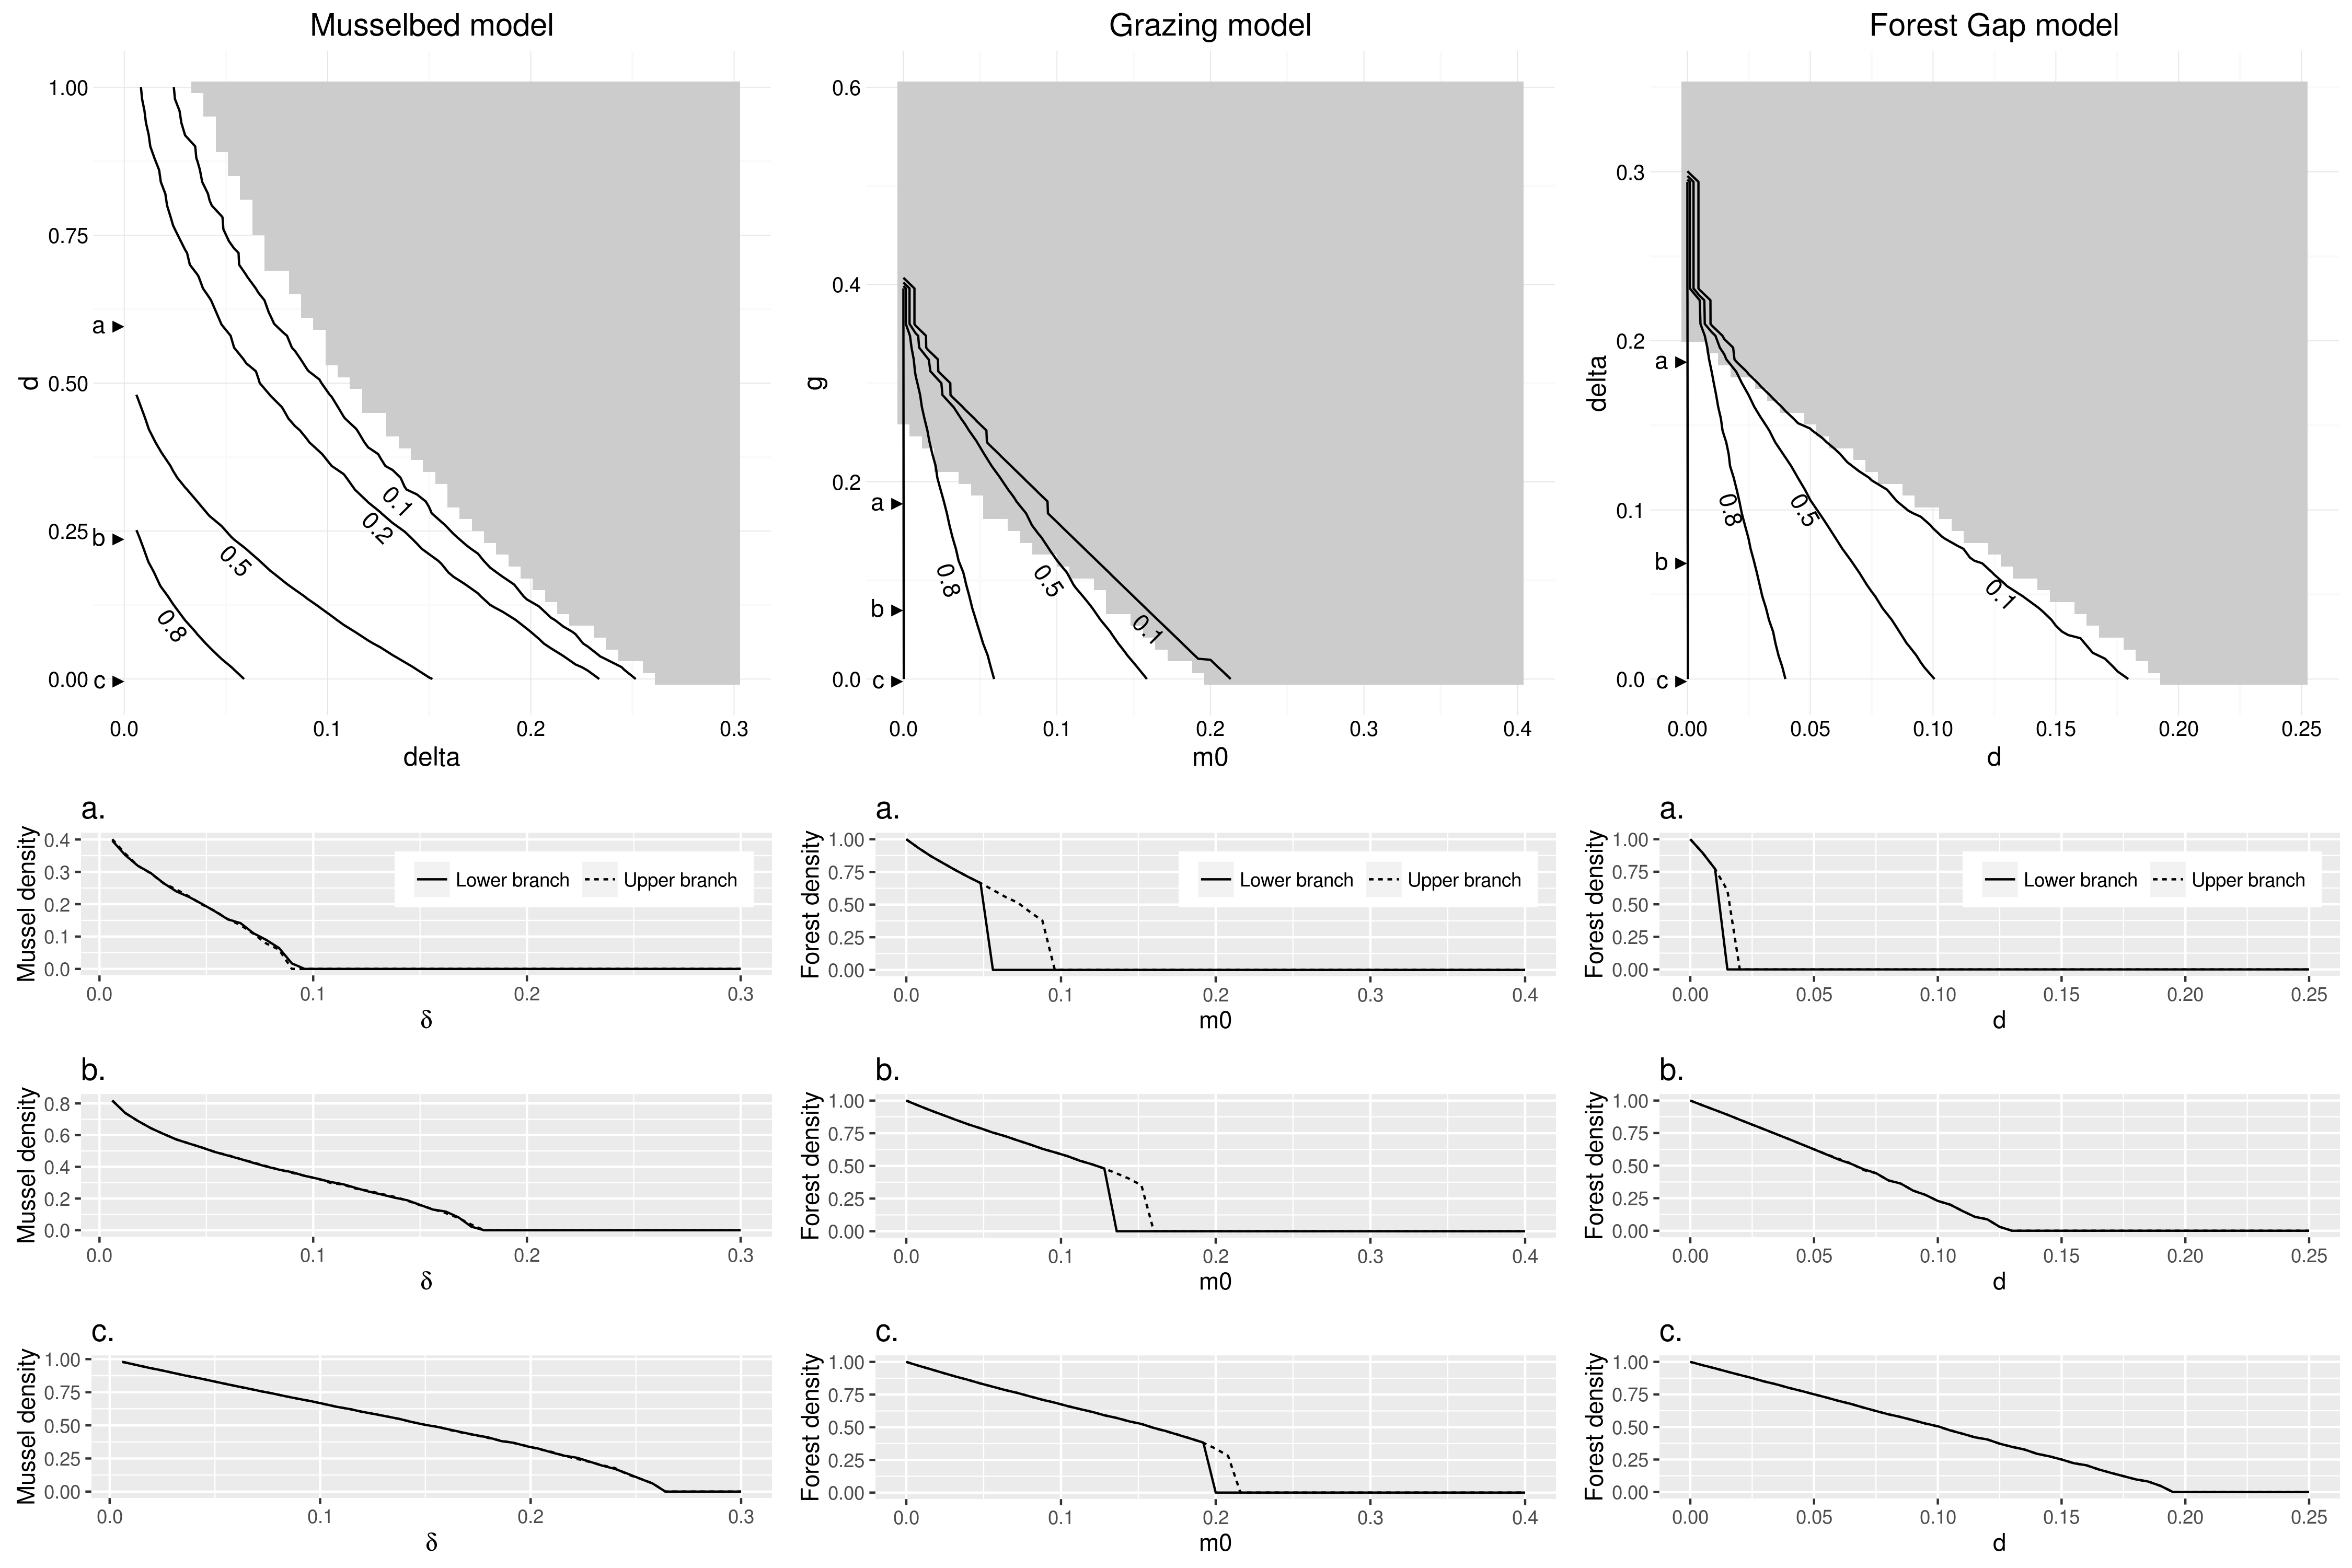 Musselbed model
Grazing model
Forest Gap model
1.00
0.75
0.50
0.25
0.00
d
a ►
b ►
c ►
0.1
0.2
0.5
0.8
0.0 0.1 0.2 0.3
delta
0.6
0.4
0.2
0.0
g
a ►
b ►
c ►
0.8
0.5
0.1
0.0 0.1 0.2 0.3 0.4
m0
0.3
0.2
0.1
0.0
delta
a ►
b ►
c ►
0.8
0.5
0.1
0.00 0.05 0.10 0.15 0.20 0.25
d
a.
Mussel density
0.4
0.3
0.2
0.1
0.0
Lower branch Upper branch
0.0 0.1 0.2 0.3
δ
a.
Forest density
1.00
0.75
0.50
0.25
0.00
Lower branch Upper branch
0.0 0.1 0.2 0.3 0.4
m0
a.
Forest density
1.00
0.75
0.50
0.25
0.00
Lower branch Upper branch
0.00 0.05 0.10 0.15 0.20 0.25
d
b.
Mussel density
0.8
0.6
0.4
0.2
0.0
0.0 0.1 0.2 0.3
δ
b.
Forest density
1.00
0.75
0.50
0.25
0.00
0.0 0.1 0.2 0.3 0.4
m0
b.
Forest density
1.00
0.75
0.50
0.25
0.00
0.00 0.05 0.10 0.15 0.20 0.25
d
c.
Mussel density
1.00
0.75
0.50
0.25
0.00
0.0 0.1 0.2 0.3
δ
c.
Forest density
1.00
0.75
0.50
0.25
0.00
0.0 0.1 0.2 0.3 0.4
m0
c.
Forest density
1.00
0.75
0.50
0.25
0.00
0.00 0.05 0.10 0.15 0.20 0.25
d